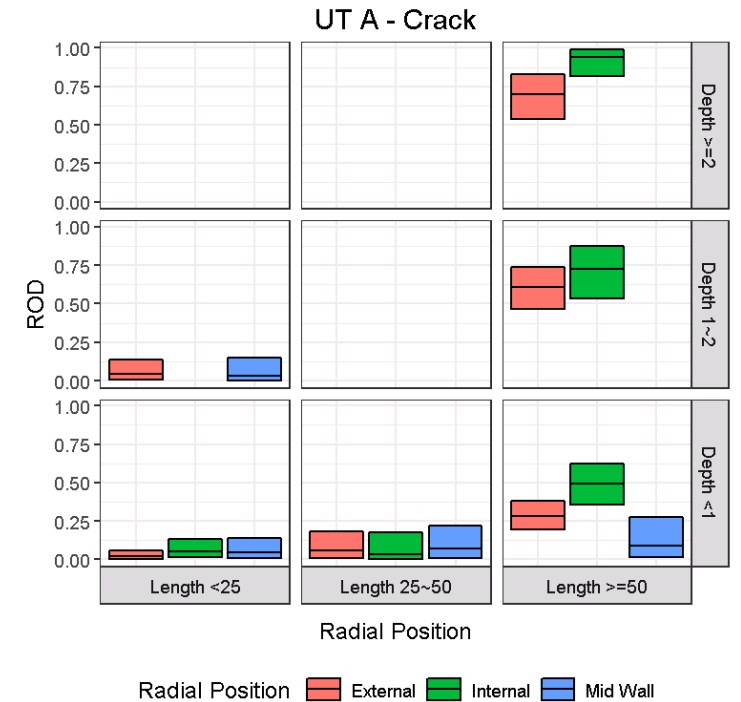 UT A - Crack
1.00
0.75
0.50
0.25
0.00
Depth >=2
1.00
0.75
0.50
0.25
0.00
Depth 1~2
1.00
0.75
0.50
0.25
0.00
Depth <1
ROD
Length <25 Length 25~50 Length >=50
Radial Position
Radial Position External Internal Mid Wall